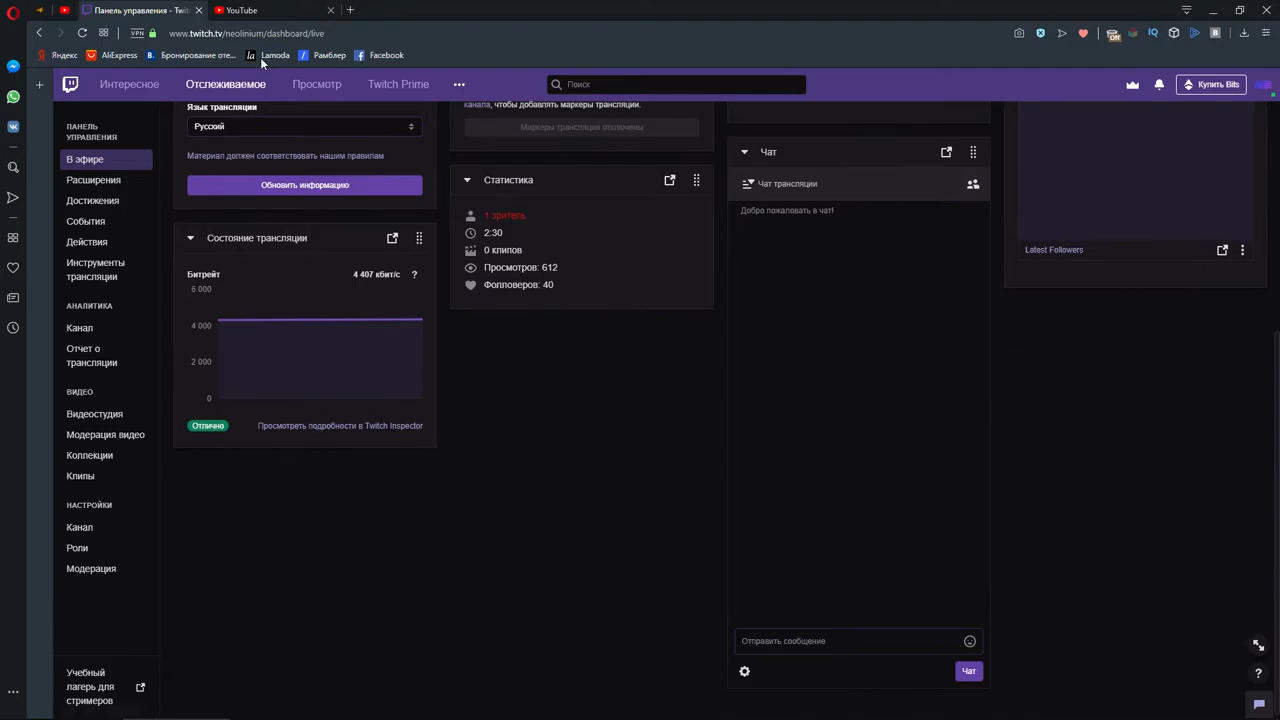 Панель управления - Twit
YouTube
VPN
www.twitch.tv/neolinium/dashboard/live
Off
Яндекс
AliExpress
B.
Бронирование оте...
la
Lamoda
Рамблер
Facebook
Интересное
Отслеживаемое
Просмотр
Twitch Prime
Поиск
Купить Bits
ПАНЕЛЬ
УПРАВЛЕНИЯ
В эфире
Расширения
Достижения
События
Действия
Инструменты
трансляции
АНАЛИТИКА
Канал
Отчет о
трансляции
ВИДЕО
Видеостудия
Модерация видео
Коллекции
Клипы
НАСТРОЙКИ
Канал
Роли
Модерация
Учебный
лагерь для
стримеров
Язык трансляции
Русский
Материал должен соответствовать нашим правилам
Обновить информацию
Состояние трансляции
Битрейт
4 407 кбит/с
?
6 000
4 000
2 000
0
Отлично
Просмотреть подробности в Twitch Inspector
канала, чтобы добавлять маркеры трансляции.
Маркеры трансляции отключены
Статистика
1 зритель
2:30
0 клипов
Просмотров: 612
Фолловеров: 40
Чат
Чат трансляции
Добро пожаловать в чат!
Отправить сообщение
Чат
Latest Followers
?